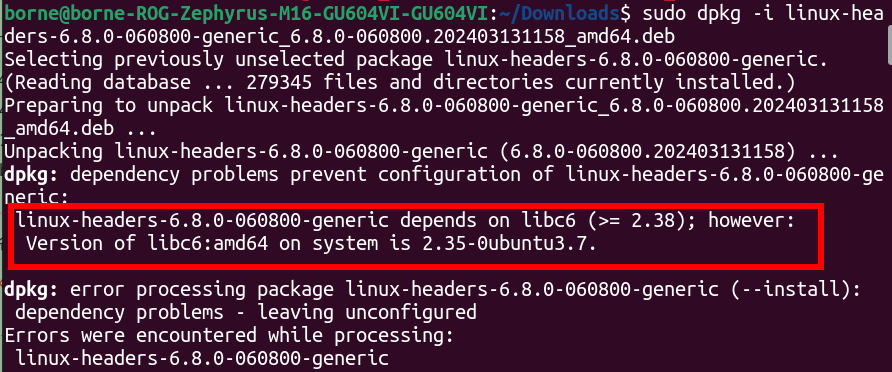 borne@borne-ROG-Zephyrus-M16-GU604VI-GU604VI:~/Downloads$ sudo dpkg -i linux-hea
ders-6.8.0-060800-generic_6.8.0-060800.202403131158_amd64.deb
Selecting previously unselected package linux-headers-6.8.0-060800-generic.
(Reading database ... 279345 files and directories currently installed.)
Preparing to unpack linux-headers-6.8.0-060800-generic_6.8.0-060800.202403131158
_amd64.deb ...
Unpacking linux-headers-6.8.0-060800-generic (6.8.0-060800.202403131158) ...
dpkg: dependency problems prevent configuration of linux-headers-6.8.0-060800-ge
neric:
 linux-headers-6.8.0-060800-generic depends on libc6 (>= 2.38); however:
  Version of libc6:amd64 on system is 2.35-0ubuntu3.7.

dpkg: error processing package linux-headers-6.8.0-060800-generic (--install):
 dependency problems - leaving unconfigured
Errors were encountered while processing:
 linux-headers-6.8.0-060800-generic